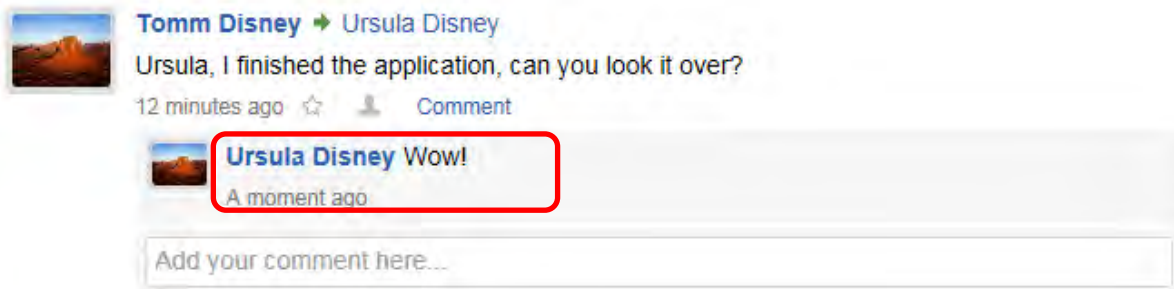 Tomm Disney Ursula Disney
Ursula, I finished the application, can you look it over?
12 minutes ago Comment
Ursula Disney Wow!
A moment ago
Add your comment here...